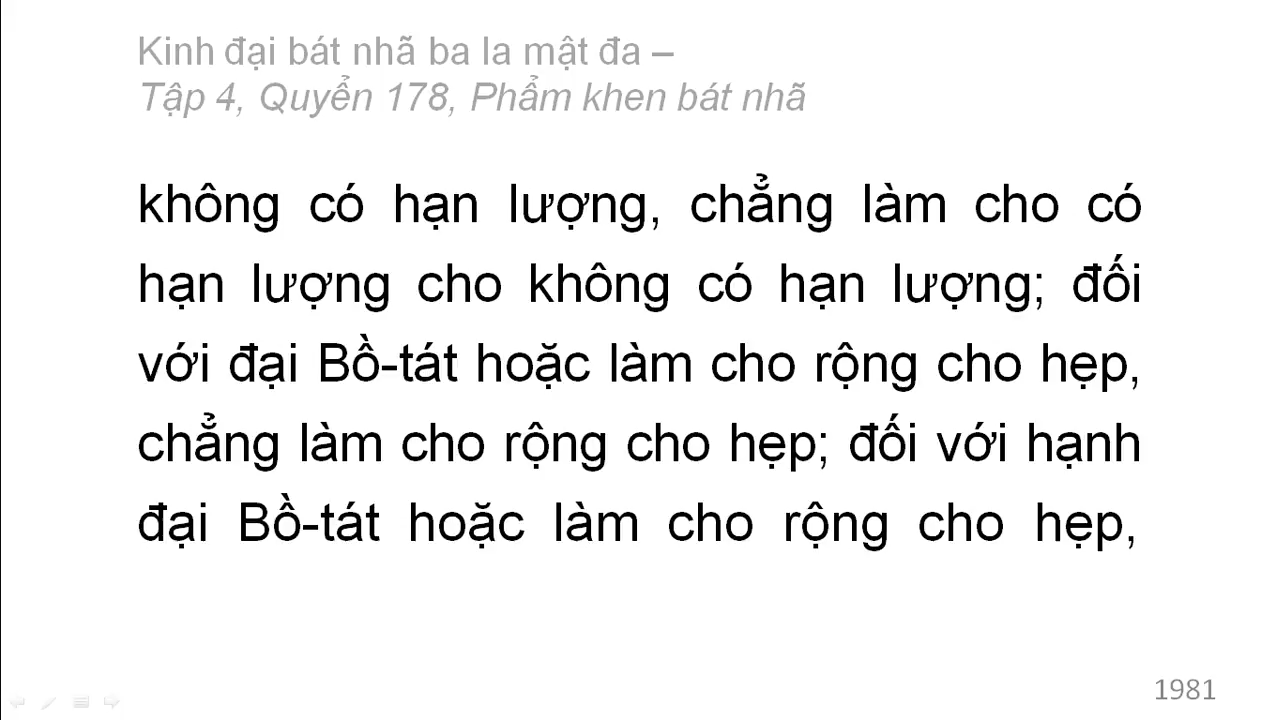 Kinh đại bát nhã ba la mật đa –
Tập 4, Quyển 178, Phẩm khen bát nhã
không có hạn lượng, chẳng làm cho có
hạn lượng cho không có hạn lượng; đối
với đại Bồ-tát hoặc làm cho rộng cho hẹp,
chẳng làm cho rộng cho hẹp; đối với hạnh
đại Bồ-tát hoặc làm cho rộng cho hẹp,
1981